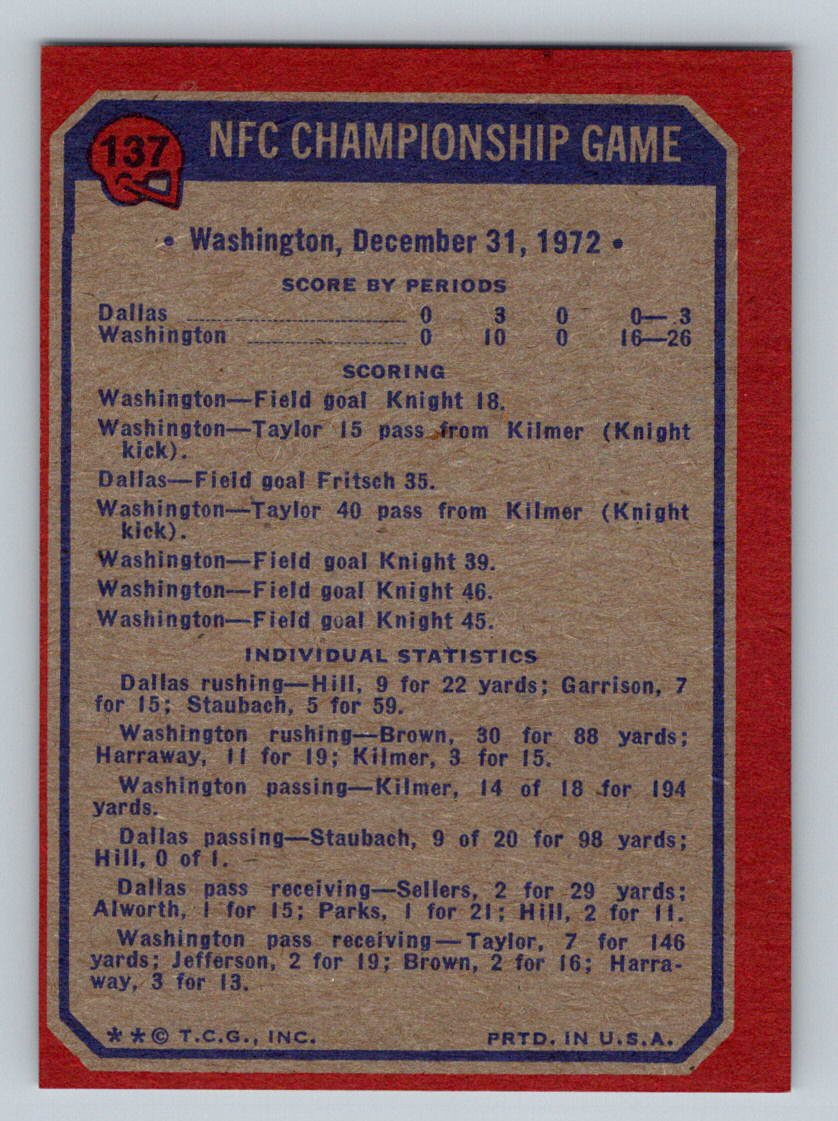 137 NFC CHAMPIONSHIP GAME
• Washington, December 31, 1972 •
SCORE BY PERIODS
Dallas 0 3 0 0— 3
Washington 0 10 0 16—26
SCORING
Washington—Field goal Knight 18.
Washington—Taylor 15 pass from Kilmer (Knight
kick).
Dallas—Field goal Fritsch 35.
Washington—Taylor 40 pass from Kilmer (Knight
kick).
Washington—Field goal Knight 39.
Washington—Field goal Knight 46.
Washington—Field goal Knight 45.
INDIVIDUAL STATISTICS
Dallas rushing—Hill, 9 for 22 yards; Garrison, 7
for 15; Staubach, 5 for 59.
Washington rushing—Brown, 30 for 88 yards;
Harraway, 11 for 19; Kilmer, 3 for 15.
Washington passing—Kilmer, 14 of 18 for 194
yards.
Dallas passing—Staubach, 9 of 20 for 98 yards;
Hill, 0 of 1.
Dallas pass receiving—Sellers, 2 for 29 yards;
Alworth, 1 for 15; Parks, 1 for 21; Hill, 2 for 11.
Washington pass receiving—Taylor, 7 for 146
yards; Jefferson, 2 for 19; Brown, 2 for 16; Harra-
way, 3 for 13.
* * © T.C.G., INC. PRTD. IN U.S.A.